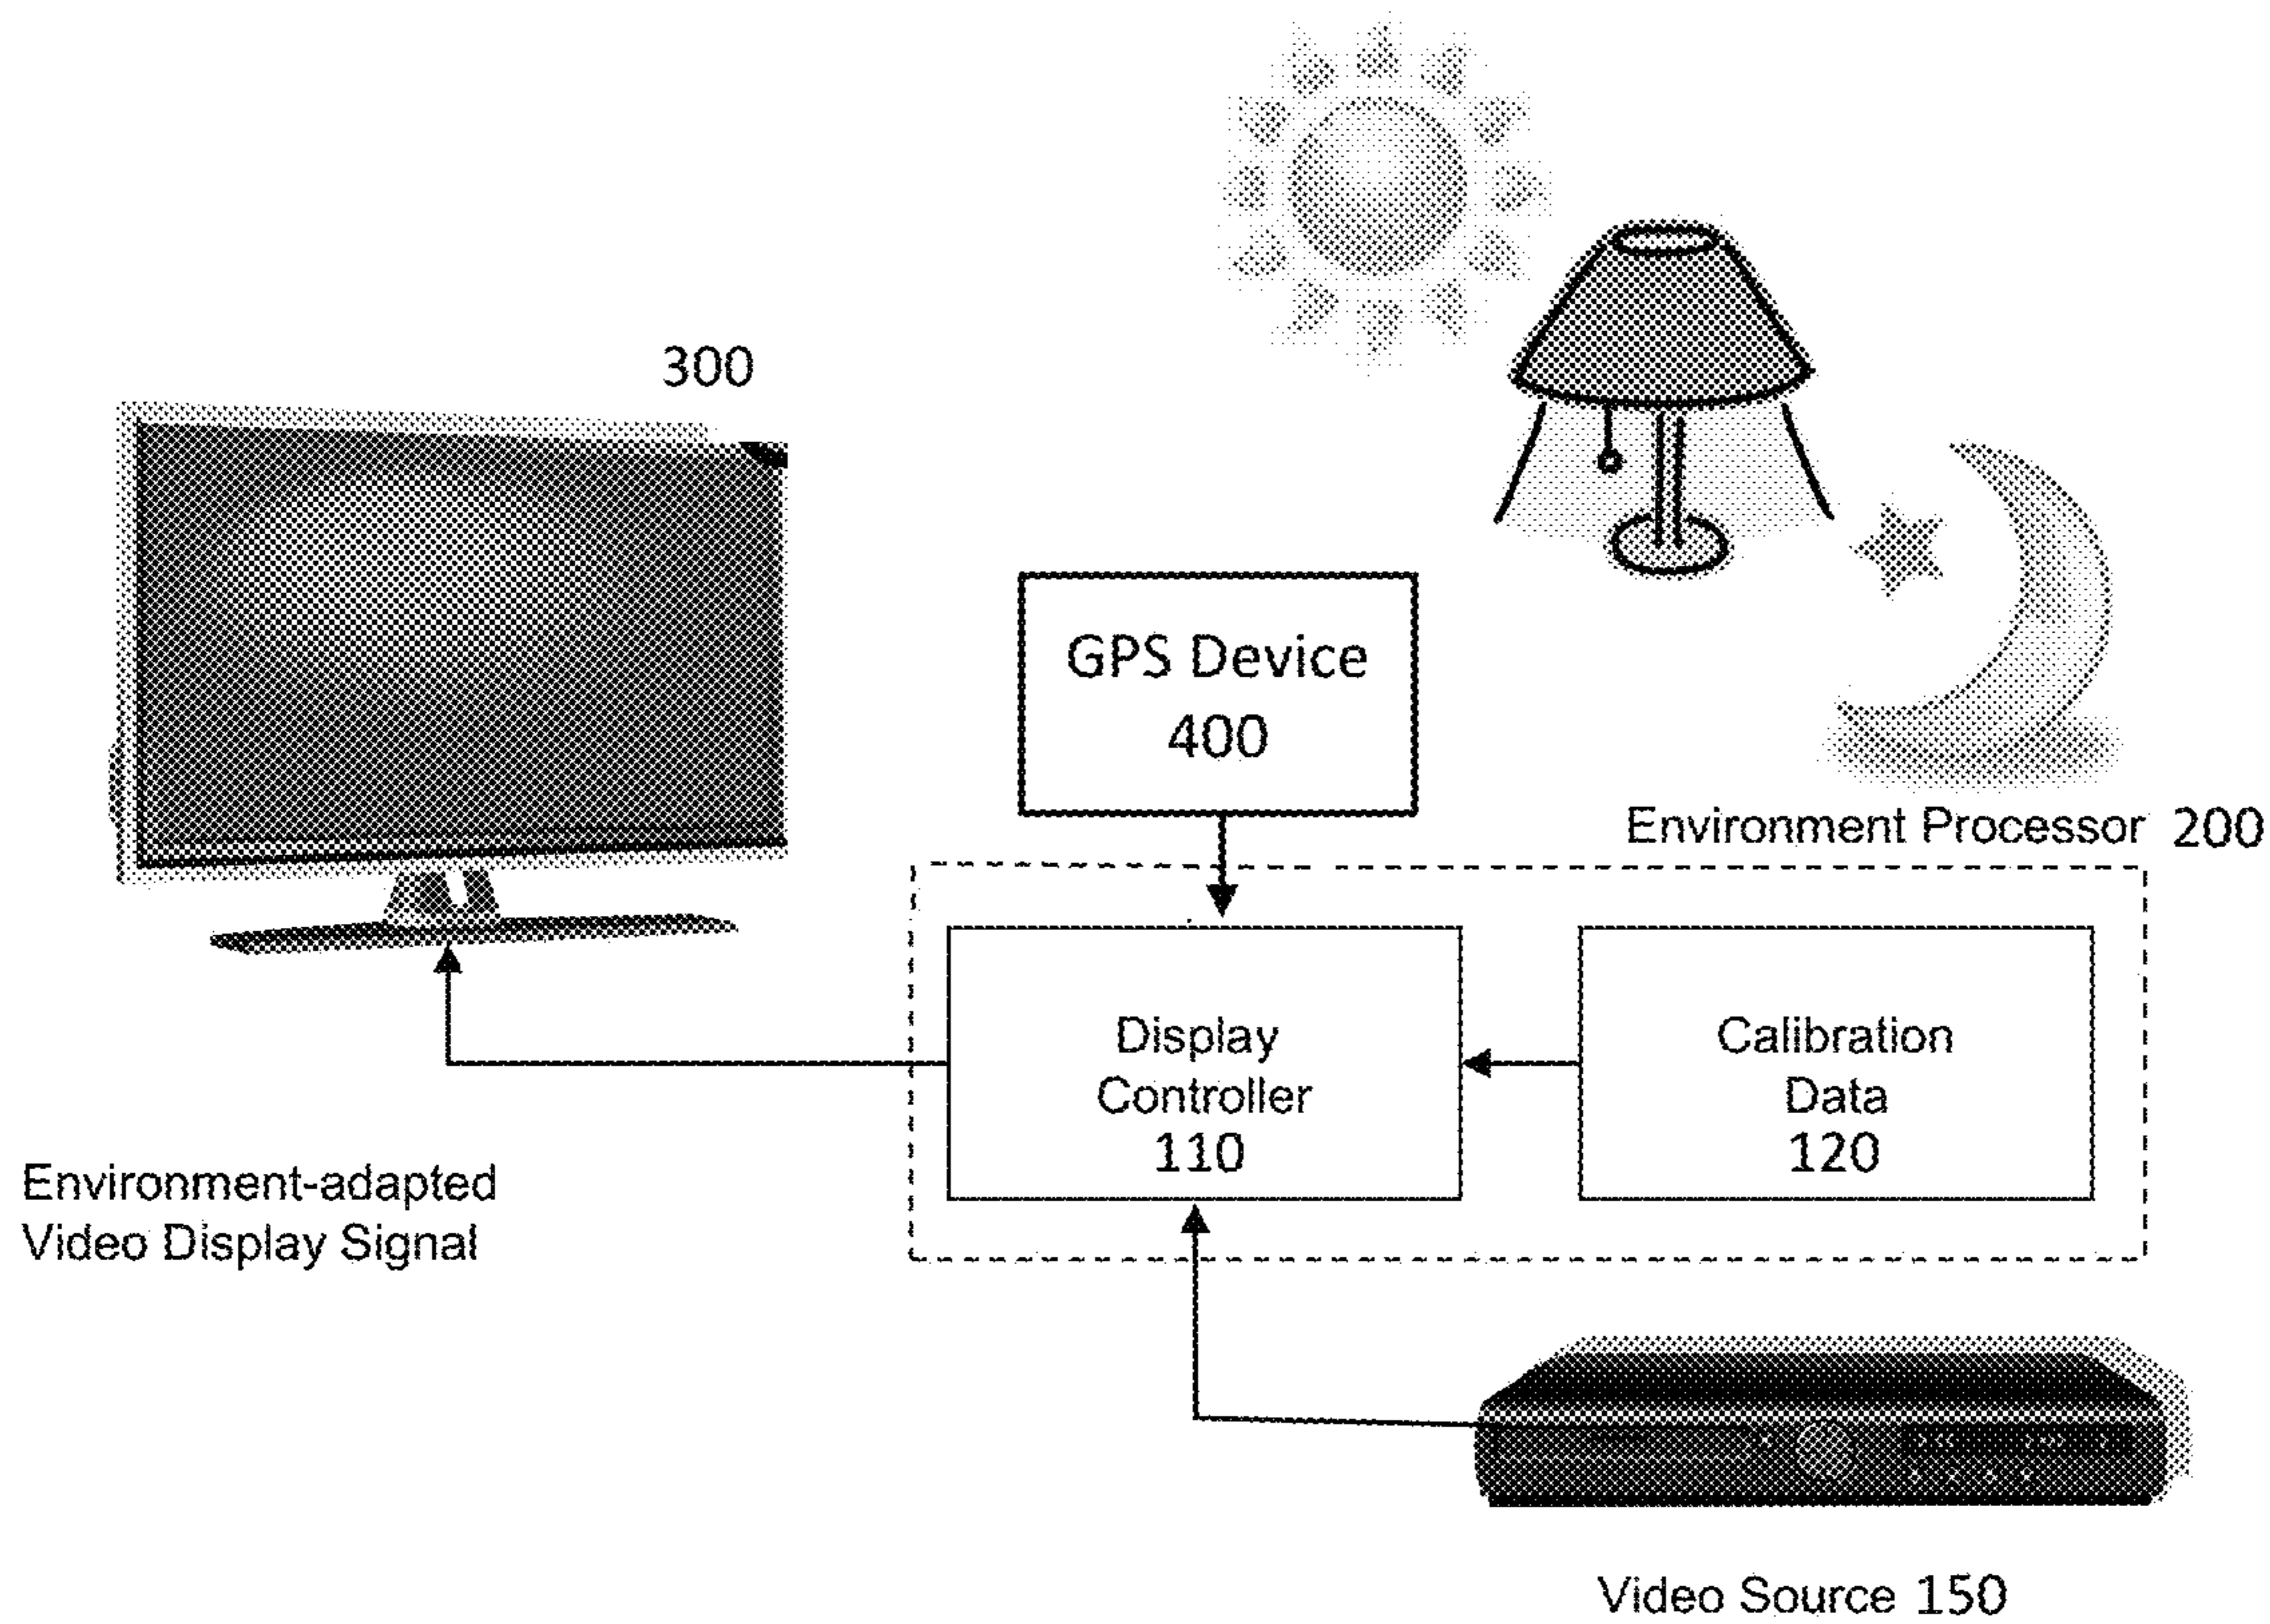 300
GPS Device
400
Environment Processor 200
Display
Controller
110
Calibration
Data
120
Environment-adapted
Video Display Signal
Video Source 150